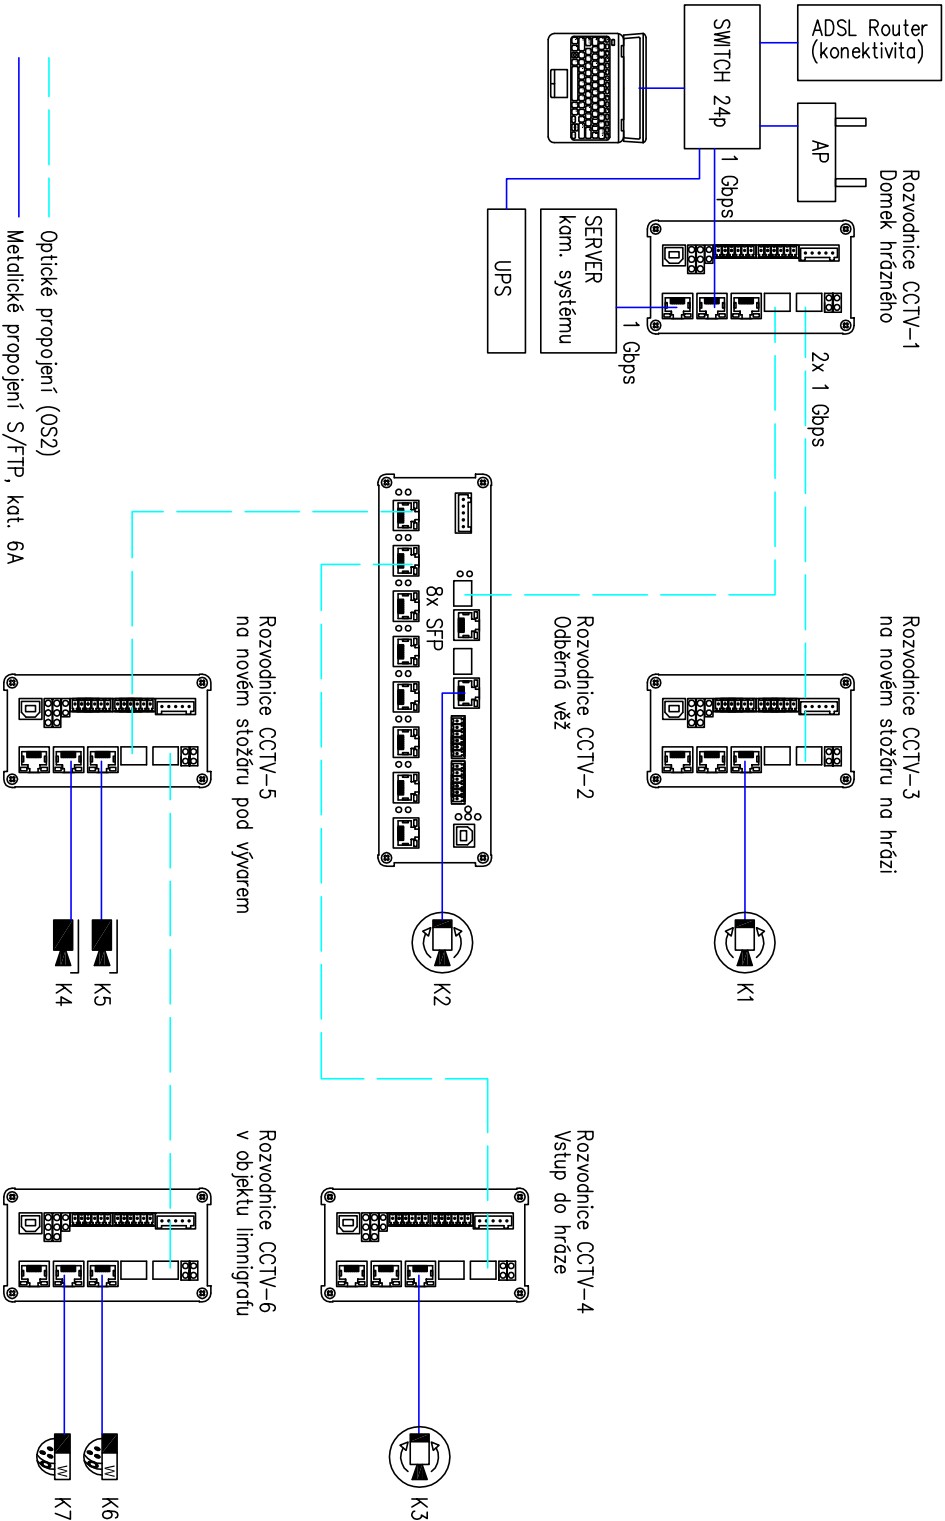 ADSL Router
(konektivita)
SWITCH 24p
AP
1 Gbps
Rozvodnice CCTV-1
Domek hrázného
SERVER
kam. systému
UPS
1 Gbps
2x 1 Gbps
Optické propojení (OS2)
Metalické propojení S/FTP, kat. 6A
8x SFP
Rozvodnice CCTV-2
Odběrná věž
Rozvodnice CCTV-3
na novém stožáru na hrázi
Rozvodnice CCTV-5
na novém stožáru pod vývarem
K1
K2
K5
K4
Rozvodnice CCTV-4
Vstup do hráze
Rozvodnice CCTV-6
v objektu limnigrafu
K3
W
K6
W
K7